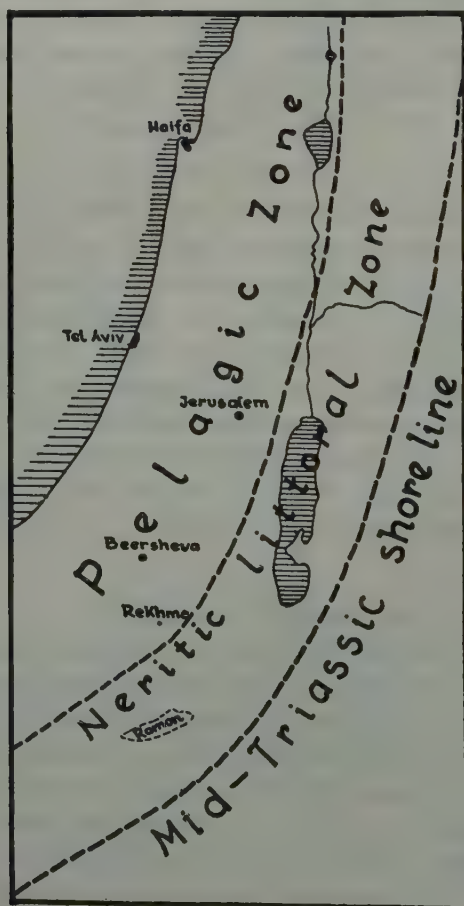 Haifa
Pelagic Zone
Tel Aviv
Jerusalem
Beersheva
Rekhme
Neritic littoral Zone
Ramon
Mid-Triassic shore line